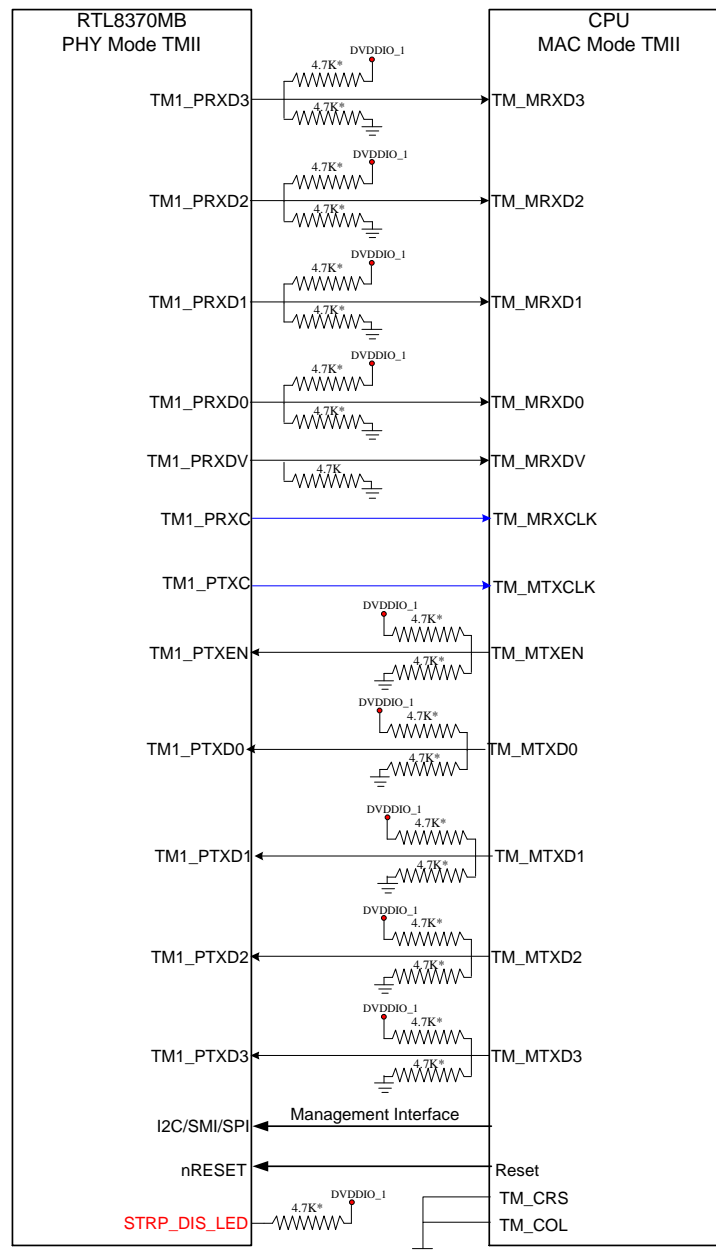 RTL8370MB
PHY Mode TMII
CPU
MAC Mode TMII
DVDDIO_1
4.7K*
TM1_PRXD3
TM_MRXD3
4.7K*
DVDDIO_1
4.7K*
TM1_PRXD2
TM_MRXD2
4.7K*
DVDDIO_1
4.7K*
TM1_PRXD1
TM_MRXD1
4.7K*
DVDDIO_1
4.7K*
TM1_PRXD0
TM_MRXD0
4.7K*
TM1_PRXDV
TM_MRXDV
4.7K
TM1_PRXC
TM_MRXCLK
TM1_PTXC
TM_MTXCLK
DVDDIO_1
4.7K*
TM1_PTXEN
TM_MTXEN
4.7K*
DVDDIO_1
4.7K*
TM1_PTXD0
TM_MTXD0
4.7K*
DVDDIO_1
4.7K*
TM1_PTXD1
TM_MTXD1
4.7K*
DVDDIO_1
4.7K*
TM1_PTXD2
TM_MTXD2
4.7K*
DVDDIO_1
4.7K*
TM1_PTXD3
TM_MTXD3
4.7K*
Management Interface
I2C/SMI/SPI
nRESET
Reset
DVDDIO_1
TM_CRS
4.7K*
STRP_DIS_LED
TM_COL